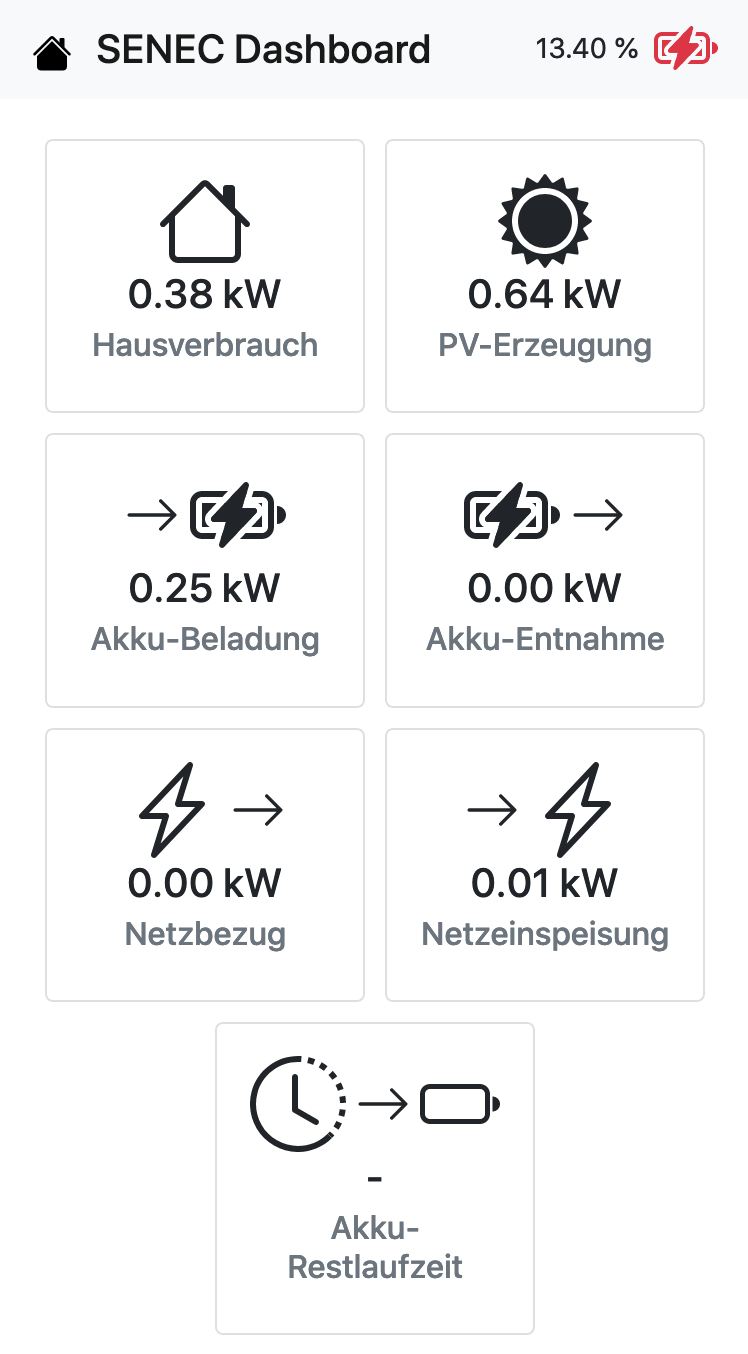 SENEC Dashboard
13.40 %
0.38 kW
Hausverbrauch
0.64 kW
PV-Erzeugung
0.25 kW
Akku-Beladung
0.00 kW
Akku-Entnahme
0.00 kW
Netzbezug
0.01 kW
Netzeinspeisung
-
Akku-
Restlaufzeit